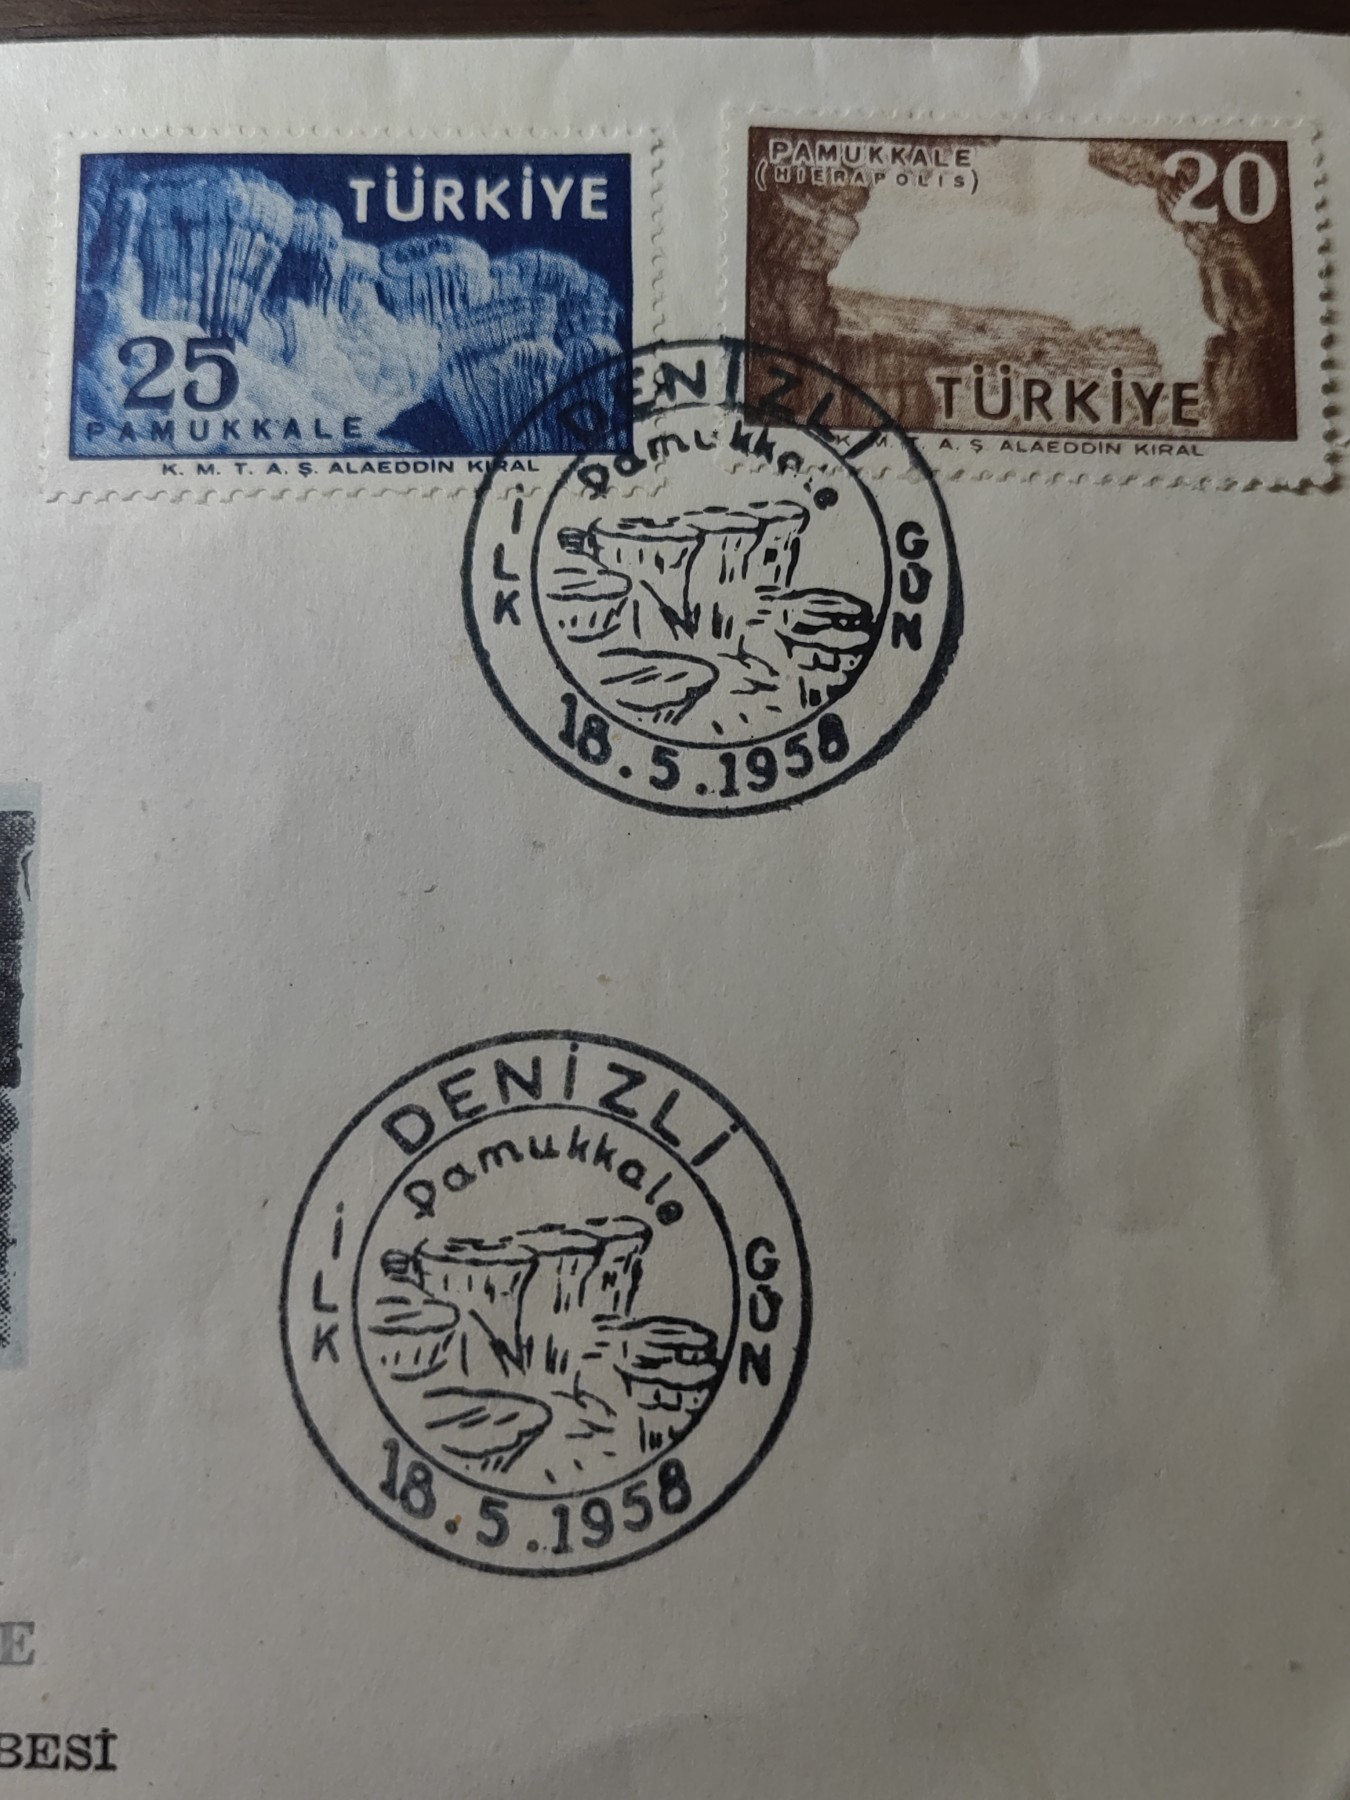 TÜRKİYE
25
PAMUKKALE
K. M. T. A. Ş. ALAEDDİN KIRAL
PAMUKKALE
(HIERAPOLIS)
20
TÜRKİYE
K. M. T. A. Ş ALAEDDİN KIRAL
DENİZLİ
Pamukkale
İLK
GÜN
18.5.1958
DENİZLİ
Pamukkale
İLK
GÜN
18.5.1958
E
BESİ